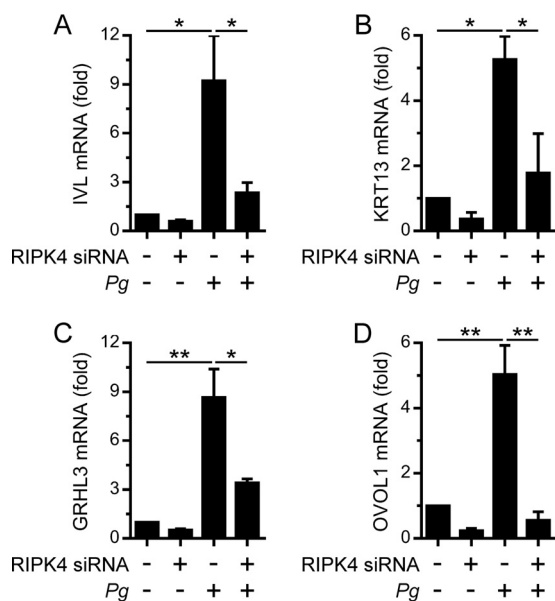 A
B
* *
* *
IVL mRNA (fold)
12
9
6
3
0
KRT13 mRNA (fold)
6
4
2
0
RIPK4 siRNA - + - +
Pg - - + +
RIPK4 siRNA - + - +
Pg - - + +
C
D
** *
** **
GRHL3 mRNA (fold)
12
9
6
3
0
OVOL1 mRNA (fold)
6
4
2
0
RIPK4 siRNA - + - +
Pg - - + +
RIPK4 siRNA - + - +
Pg - - + +